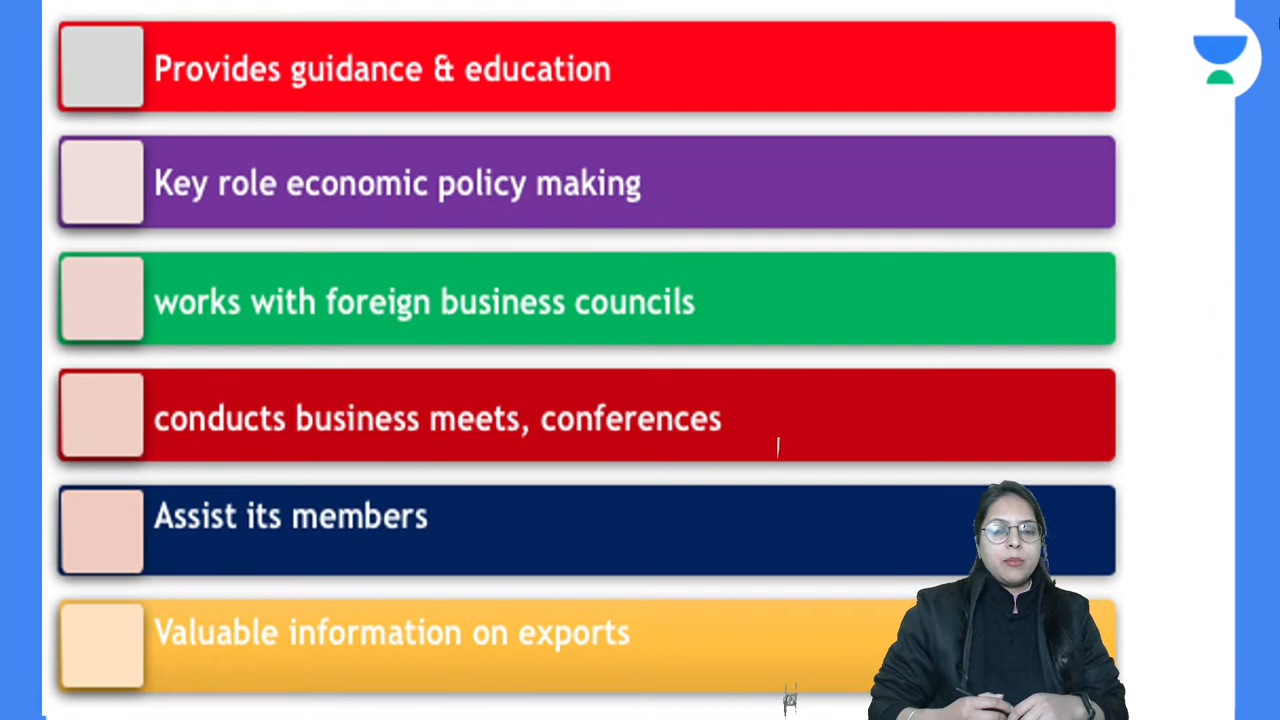 Provides guidance & education
Key role economic policy making
works with foreign business councils
conducts business meets, conferences
Assist its members
Valuable information on exports